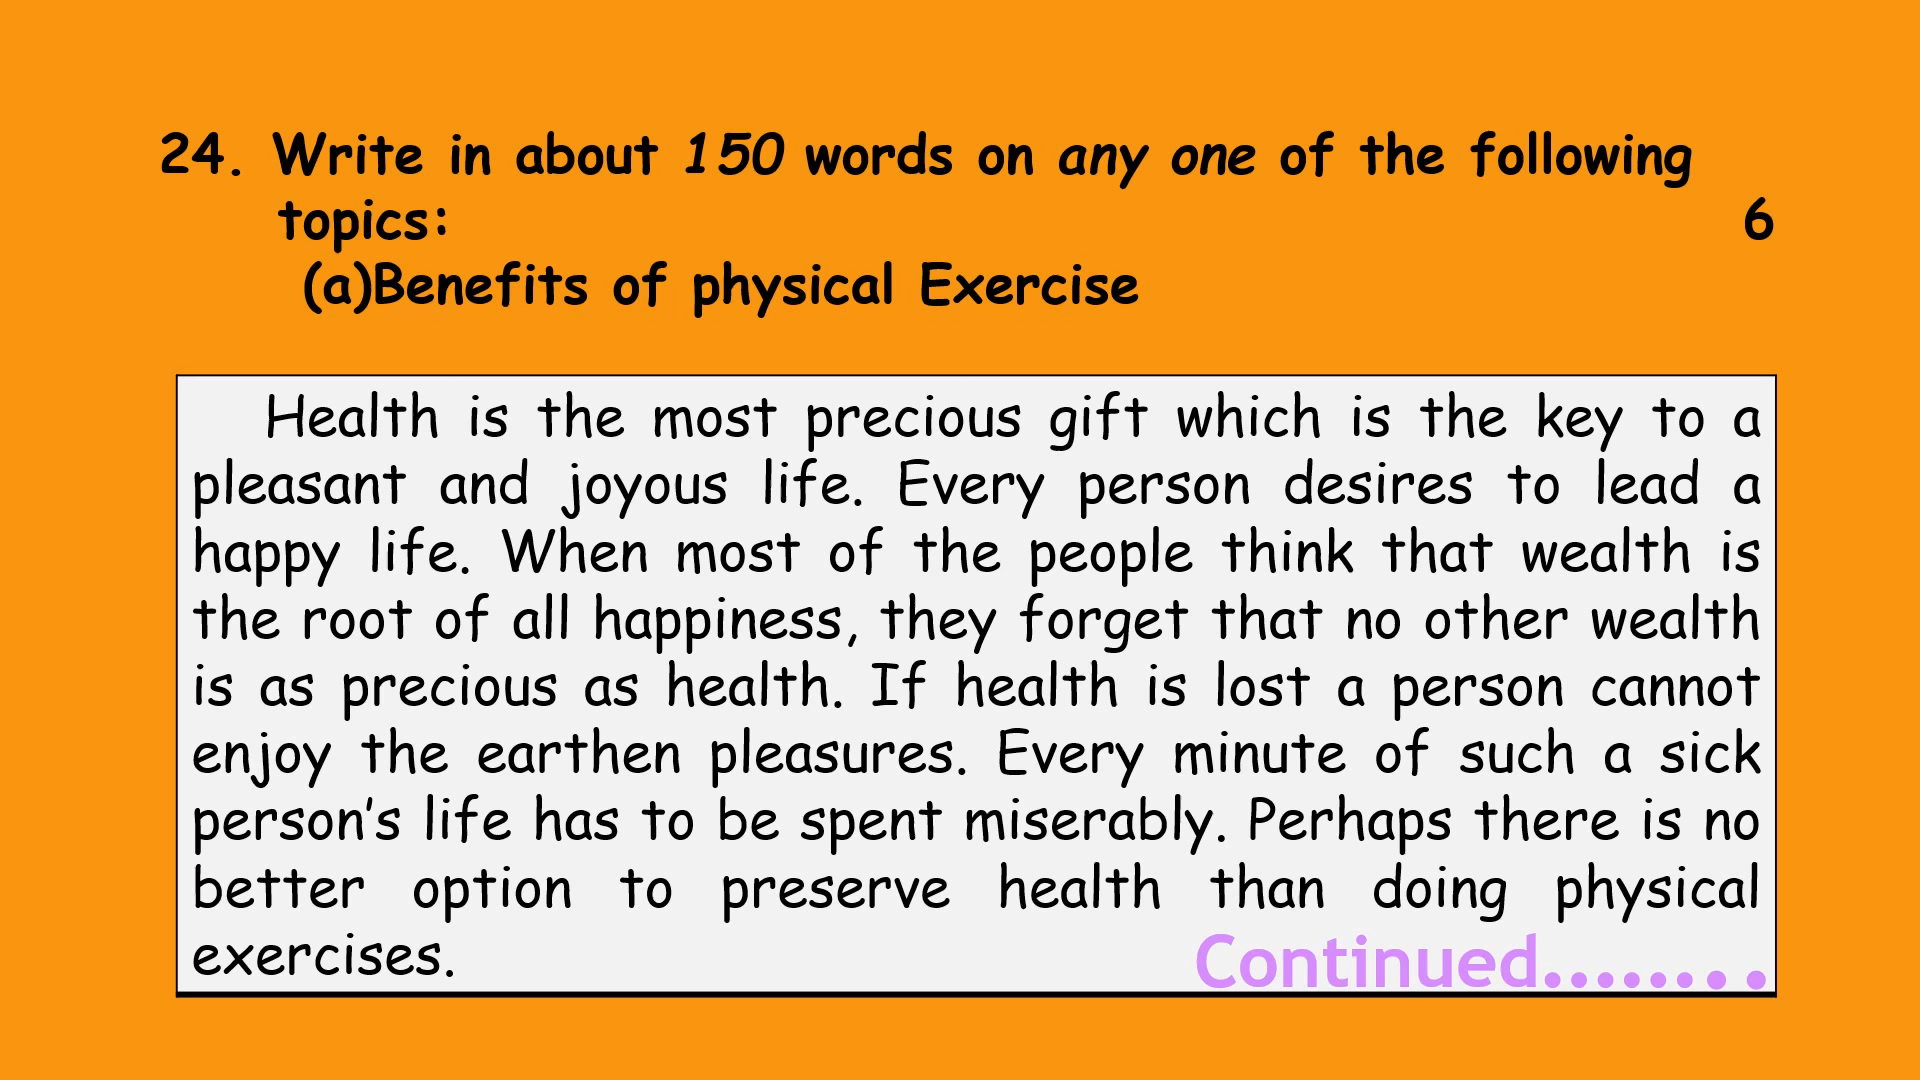 24. Write in about 150 words on any one of the following
topics: 6
(a)Benefits of physical Exercise
Health is the most precious gift which is the key to a
pleasant and joyous life. Every person desires to lead a
happy life. When most of the people think that wealth is
the root of all happiness, they forget that no other wealth
is as precious as health. If health is lost a person cannot
enjoy the earthen pleasures. Every minute of such a sick
person's life has to be spent miserably. Perhaps there is no
better option to preserve health than doing physical
exercises.
Continued........